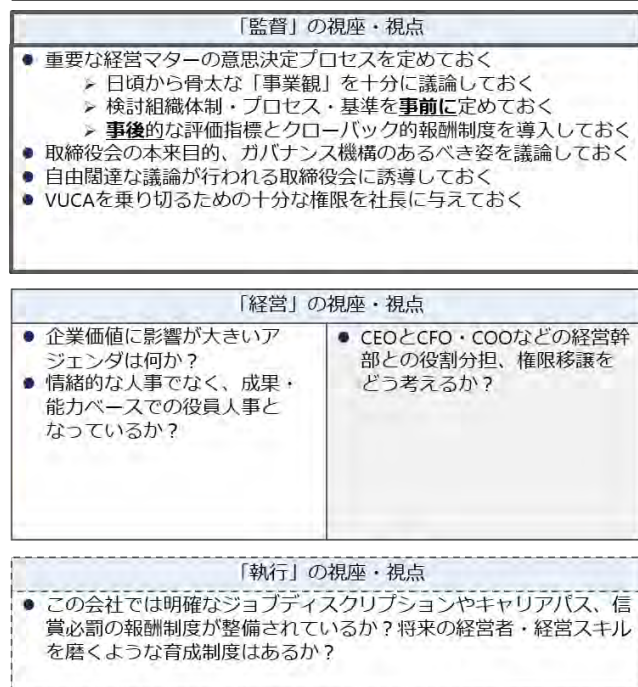 「監督」の視座・視点
● 重要な経営マターの意思決定プロセスを定めておく
➢ 日頃から骨太な「事業観」を十分に議論しておく
➢ 検討組織体制・プロセス・基準を事前に定めておく
➢ 事後的な評価指標とクローバック的報酬制度を導入しておく
● 取締役会の本来目的、ガバナンス機構のあるべき姿を議論しておく
● 自由闊達な議論が行われる取締役会に誘導しておく
● VUCAを乗り切るための十分な権限を社長に与えておく
「経営」の視座・視点
● 企業価値に影響が大きいア
ジェンダは何か？
● 情緒的な人事でなく、成果・
能力ベースでの役員人事と
なっているか？
● CEOとCFO・COOなどの経営幹
部との役割分担、権限移譲を
どう考えるか？
「執行」の視座・視点
● この会社では明確なジョブディスクリプションやキャリアパス、信
賞必罰の報酬制度が整備されているか？将来の経営者・経営スキル
を磨くような育成制度はあるか？